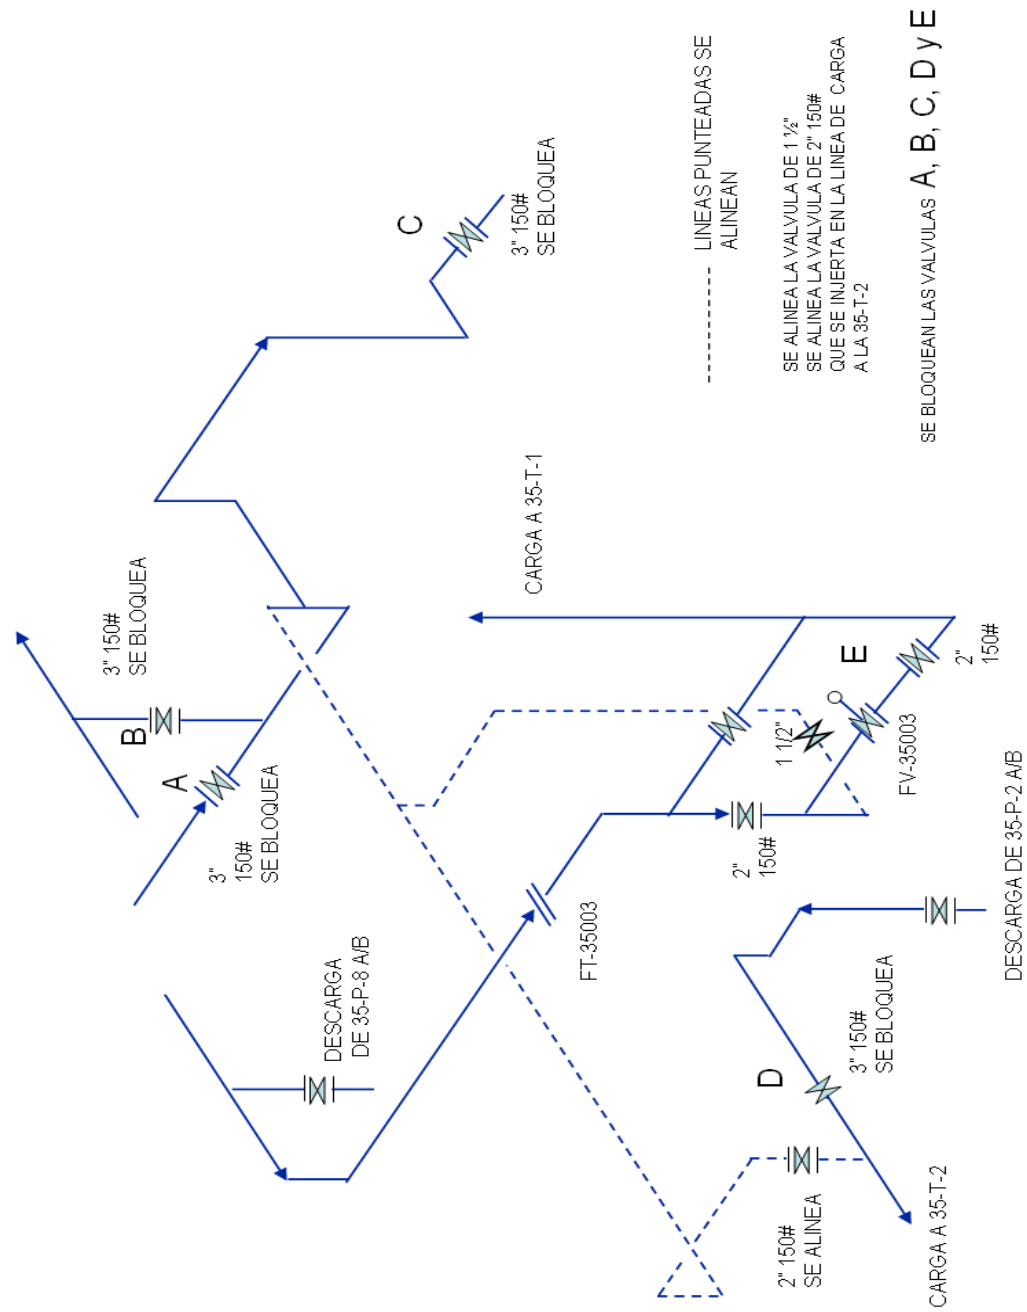 3" 150#
SE BLOQUEA
B
A
3"
150#
SE BLOQUEA
C
3" 150#
SE BLOQUEA
DESCARGA
DE 35-P-8 A/B
LINEAS PUNTEADAS SE
ALINEAN
SE ALINEA LA VALVULA DE 1 ½"
SE ALINEA LA VALVULA DE 2" 150#
QUE SE INJERTA EN LA LINEA DE CARGA
A LA 35-T-2
SE BLOQUEAN LAS VALVULAS A, B, C, D y E
CARGA A 35-T-1
FT-35003
2"
150#
1 1/2"
E
FV-35003
2"
150#
D
3" 150#
SE BLOQUEA
2" 150#
SE ALINEA
CARGA A 35-T-2
DESCARGA DE 35-P-2 A/B